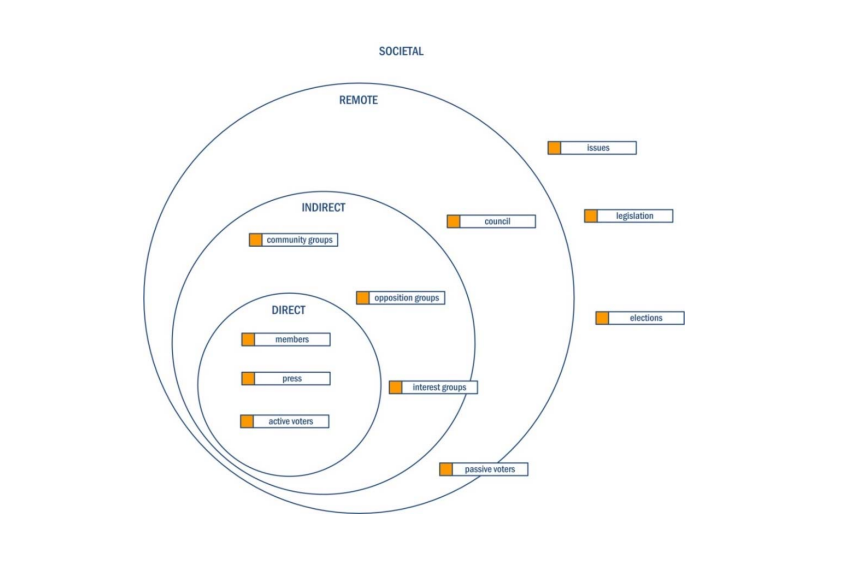 SOCIETAL
REMOTE
issues
INDIRECT
legislation
council
community groups
opposition groups
DIRECT
elections
members
press
interest groups
active voters
passive voters